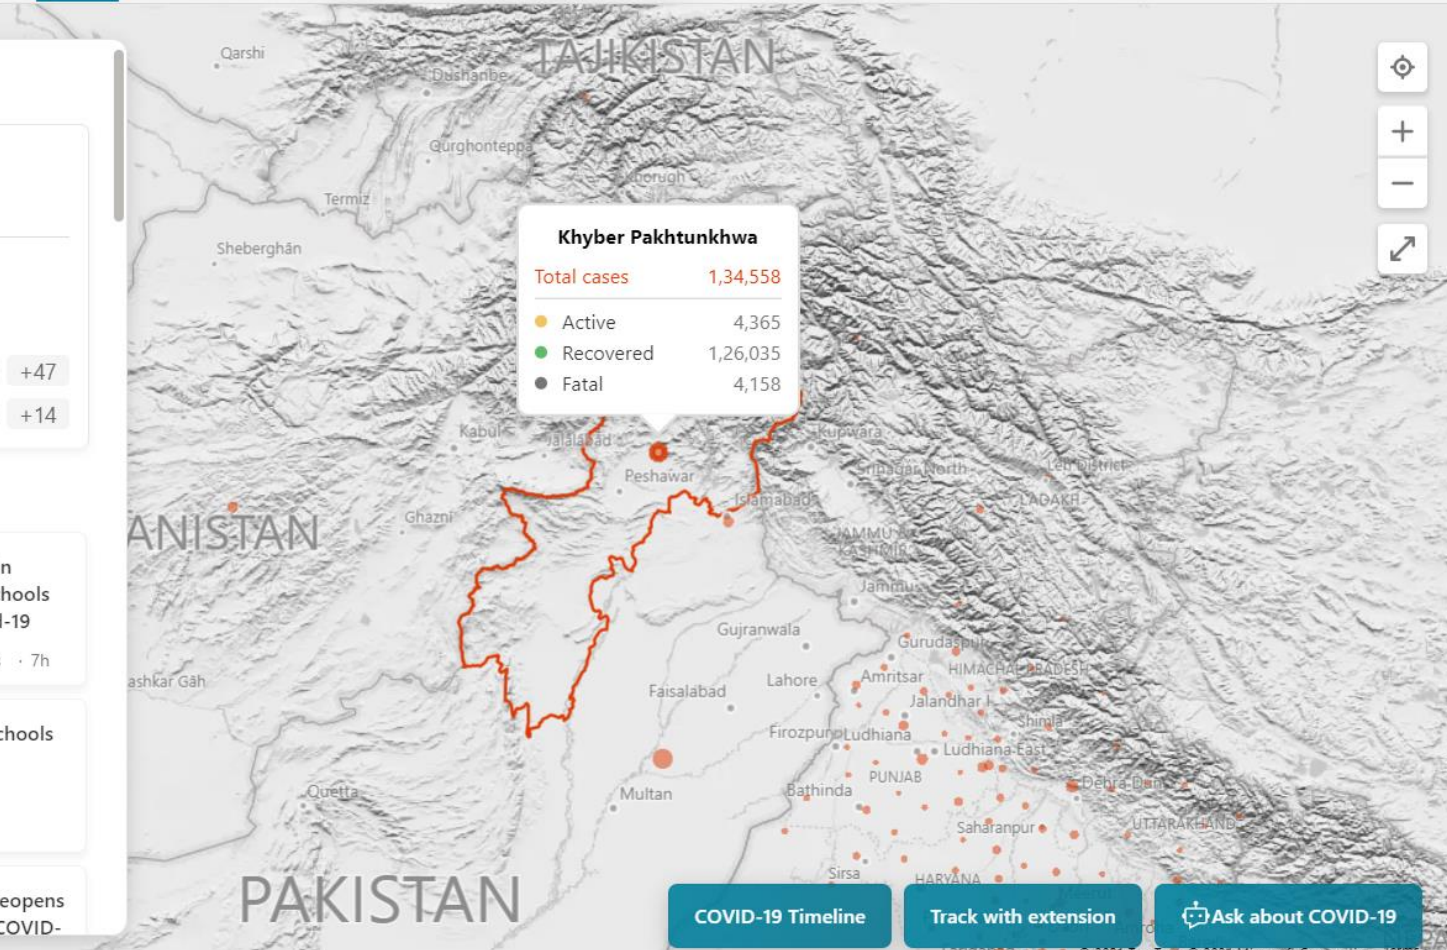 +47
+14
n
hools
l-19
· 7h
chools
eopens
COVID-
Qarshi
TAJIKISTAN
Dushanbe
Qurghonteppa
Khorugh
Termiz
Sheberghān
Khyber Pakhtunkhwa
Total cases 1,34,558
Active 4,365
Recovered 1,26,035
Fatal 4,158
Kabul
Jalālābād
Kupwara
Peshawar
Srinagar North
Leh District
Islamabad
LADAKH
Ghazni
ANISTAN
JAMMU &
KASHMIR
Jammu
Gujranwala
Gurudaspur
HIMACHAL PRADESH
ashkar Gāh
Lahore
Amritsar
Faisalabad
Jalandhar I
Shimla
Firozpur
Ludhiana
Ludhiana East
PUNJAB
Dehra Dun
Quetta
Multan
Bathinda
Saharanpur
UTTARAKHAND
Sirsa
HARYANA
Meerut
PAKISTAN
COVID-19 Timeline
Track with extension
Ask about COVID-19